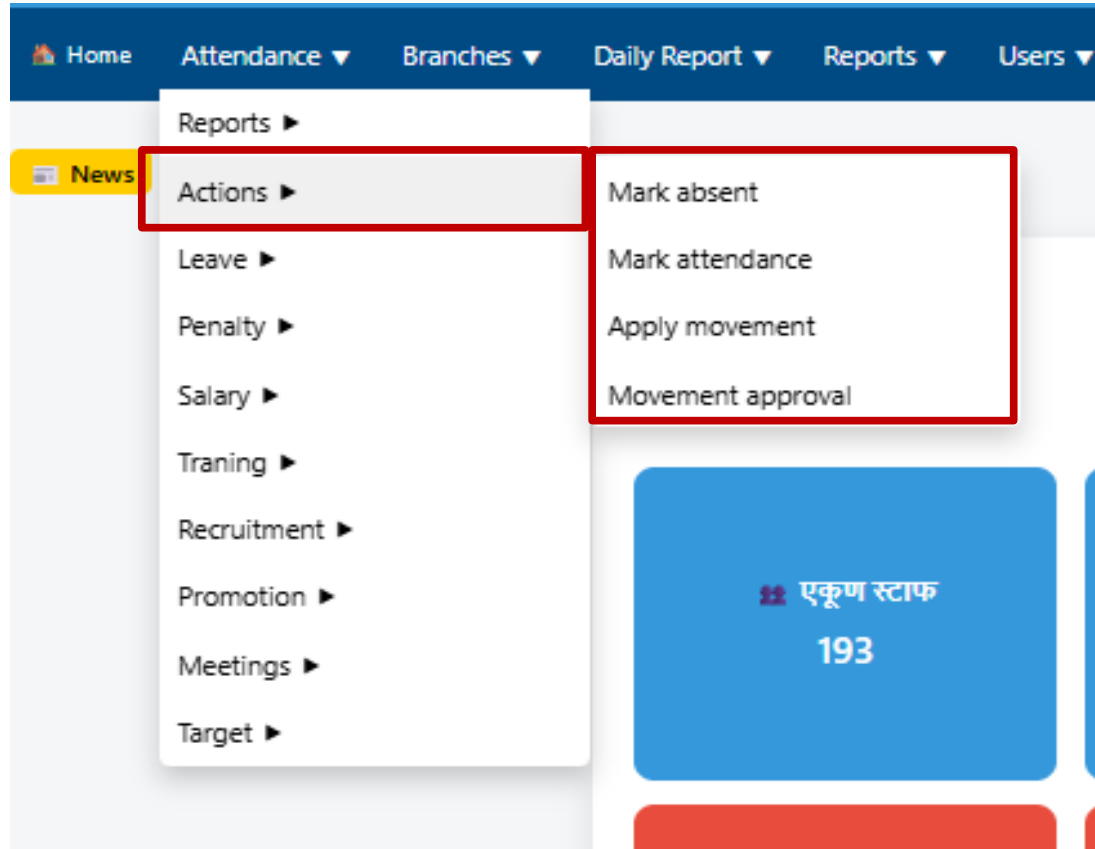 Home Attendance ▼ Branches ▼ Daily Report ▼ Reports ▼ Users ▼
News
Reports ▶
Actions ▶
Leave ▶
Penalty ▶
Salary ▶
Traning ▶
Recruitment ▶
Promotion ▶
Meetings ▶
Target ▶
Mark absent
Mark attendance
Apply movement
Movement approval
एकूण स्टाफ
193